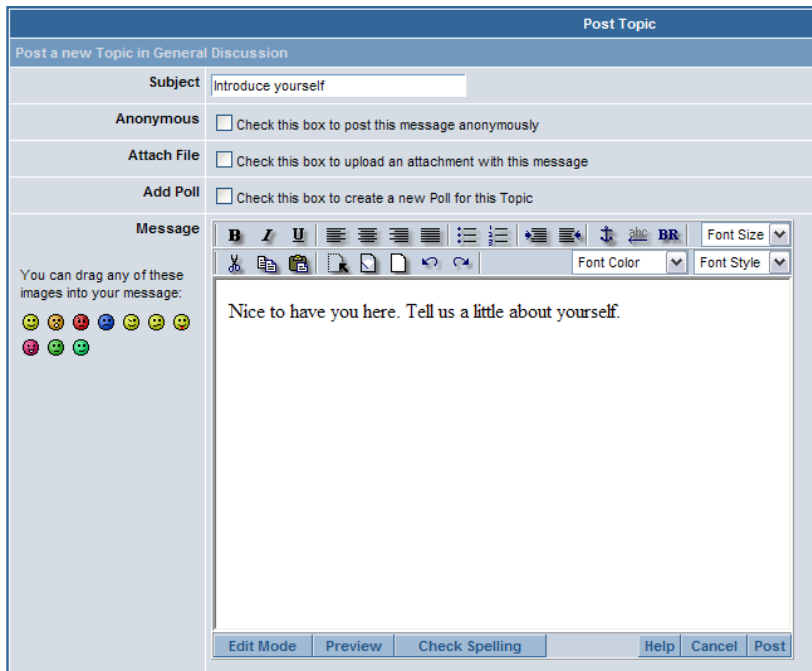 Post Topic
Post a new Topic in General Discussion
Subject
Introduce yourself
Anonymous
Check this box to post this message anonymously
Attach File
Check this box to upload an attachment with this message
Add Poll
Check this box to create a new Poll for this Topic
Message
B I U abc BR Font Size
Font Color Font Style
You can drag any of these
images into your message:
Nice to have you here. Tell us a little about yourself.
Edit Mode Preview Check Spelling Help Cancel Post